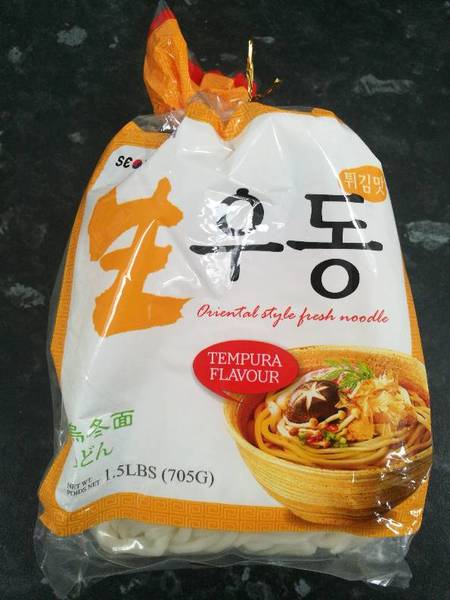 튀김맛
生우동
Oriental style fresh noodle
TEMPURA
FLAVOUR
烏冬面
うどん
NET WT.
POIDS NET 1.5LBS (705G)